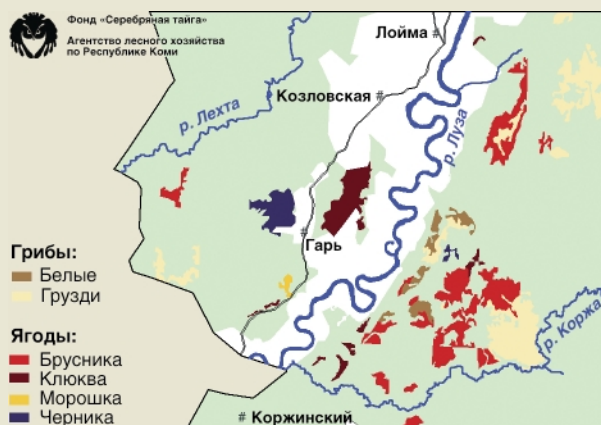 Фонд «Серебряная тайга»
Агентство лесного хозяйства
по Республике Коми
Лойма
Козловская
р. Лехта
р. Луза
Гарь
Грибы:
Белые
Грузди
Ягоды:
Брусника
Клюква
Морошка
Черника
р. Коржа
Коржинский